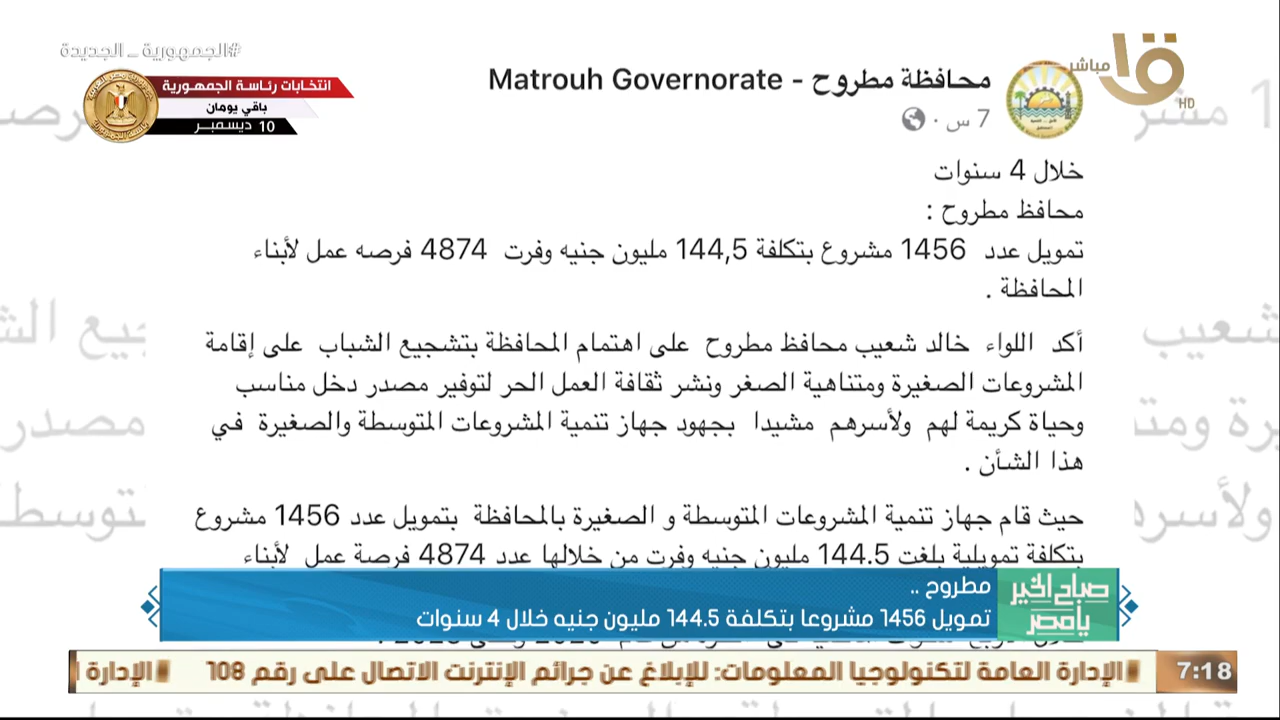 #الجمهورية_الجديدة
انتخابات رئاسة الجمهورية
باقي يومان
10 ديسمبر
مباشر
HD
محافظة مطروح - Matrouh Governorate
7 س ·
خلال 4 سنوات
محافظ مطروح :
تمويل عدد 1456 مشروع بتكلفة 144,5 مليون جنيه وفرت 4874 فرصه عمل لأبناء
المحافظة .
أكد اللواء خالد شعيب محافظ مطروح على اهتمام المحافظة بتشجيع الشباب على إقامة
المشروعات الصغيرة ومتناهية الصغر ونشر ثقافة العمل الحر لتوفير مصدر دخل مناسب
وحياة كريمة لهم ولأسرهم مشيدا بجهود جهاز تنمية المشروعات المتوسطة والصغيرة في
هذا الشأن .
حيث قام جهاز تنمية المشروعات المتوسطة و الصغيرة بالمحافظة بتمويل عدد 1456 مشروع
بتكلفة تمويلية بلغت 144.5 مليون جنيه وفرت من خلالها عدد 4874 فرصة عمل لأبناء
صباح الخير
يا مصر
مطروح ..
تمويل 1456 مشروعا بتكلفة 144.5 مليون جنيه خلال 4 سنوات
7:18
الإدارة العامة لتكنولوجيا المعلومات: للإبلاغ عن جرائم الإنترنت الاتصال على رقم 108 الإدارة